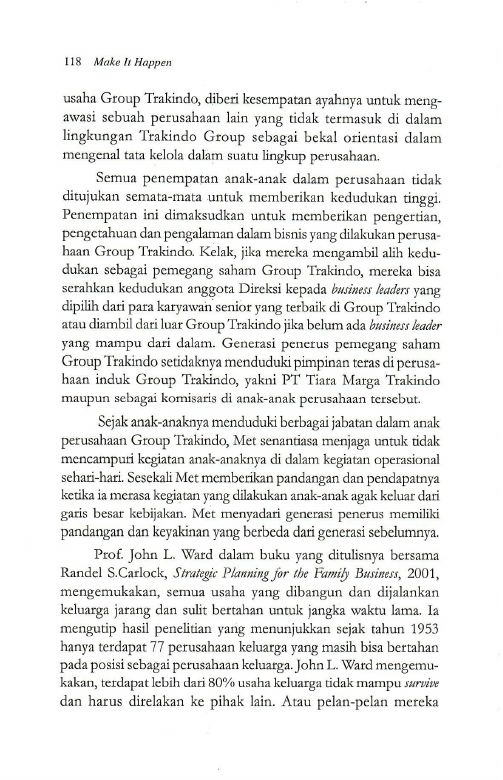 118 Make It Happen
usaha Group Trakindo, diberi kesempatan ayahnya untuk meng-
awasi sebuah perusahaan lain yang tidak termasuk di dalam
lingkungan Trakindo Group sebagai bekal orientasi dalam
mengenal tata kelola dalam suatu lingkup perusahaan.
Semua penempatan anak-anak dalam perusahaan tidak
ditujukan semata-mata untuk memberikan kedudukan tinggi.
Penempatan ini dimaksudkan untuk memberikan pengertian,
pengetahuan dan pengalaman dalam bisnis yang dilakukan perusa-
haan Group Trakindo. Kelak, jika mereka mengambil alih kedu-
dukan sebagai pemegang saham Group Trakindo, mereka bisa
serahkan kedudukan anggota Direksi kepada business leaders yang
dipilih dari para karyawan senior yang terbaik di Group Trakindo
atau diambil dari luar Group Trakindo jika belum ada business leader
yang mampu dari dalam. Generasi penerus pemegang saham
Group Trakindo setidaknya menduduki pimpinan teras di perusa-
haan induk Group Trakindo, yakni PT Tiara Marga Trakindo
maupun sebagai komisaris di anak-anak perusahaan tersebut.
Sejak anak-anaknya menduduki berbagai jabatan dalam anak
perusahaan Group Trakindo, Met senantiasa menjaga untuk tidak
mencampuri kegiatan anak-anaknya di dalam kegiatan operasional
sehari-hari. Sesekali Met memberikan pandangan dan pendapatnya
ketika ia merasa kegiatan yang dilakukan anak-anak agak keluar dari
garis besar kebijakan. Met menyadari generasi penerus memiliki
pandangan dan keyakinan yang berbeda dari generasi sebelumnya.
Prof. John L. Ward dalam buku yang ditulisnya bersama
Randel S.Carlock, Strategic Planning for the Family Business, 2001,
mengemukakan, semua usaha yang dibangun dan dijalankan
keluarga jarang dan sulit bertahan untuk jangka waktu lama. Ia
mengutip hasil penelitian yang menunjukkan sejak tahun 1953
hanya terdapat 77 perusahaan keluarga yang masih bisa bertahan
pada posisi sebagai perusahaan keluarga. John L. Ward mengemu-
kakan, terdapat lebih dari 80% usaha keluarga tidak mampu survive
dan harus direlakan ke pihak lain. Atau pelan-pelan mereka